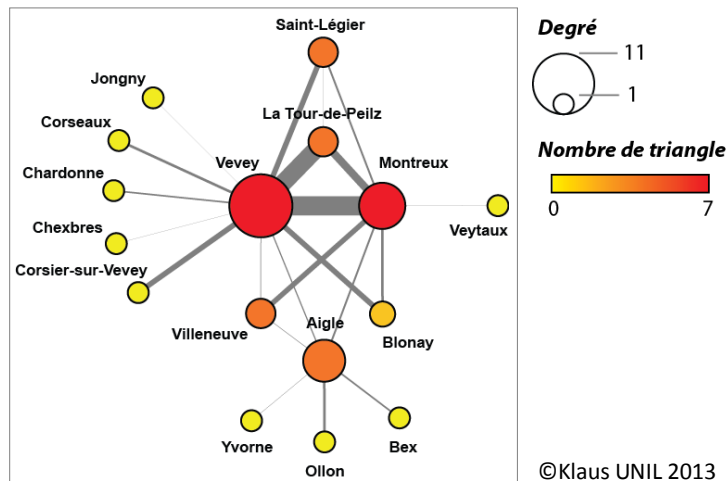 Saint-Légier
Jongny
La Tour-de-Peilz
Corseaux
Vevey
Montreux
Chardonne
Chexbres
Veytaux
Corsier-sur-Vevey
Villeneuve
Aigle
Blonay
Yvorne
Ollon
Bex
Degré
11
1
Nombre de triangle
0
7
©Klaus UNIL 2013